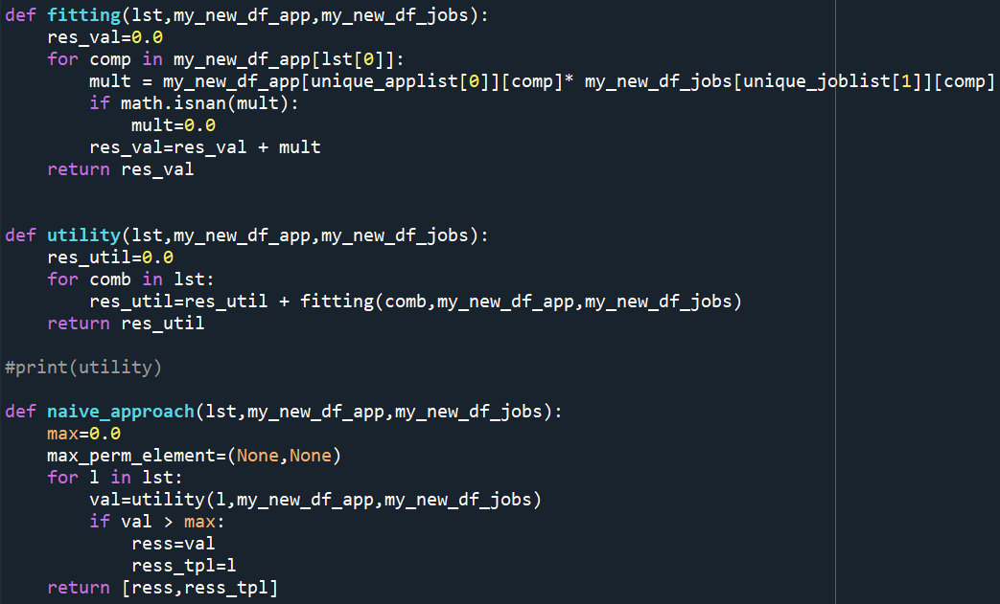 def fitting(lst,my_new_df_app,my_new_df_jobs):
    res_val=0.0
    for comp in my_new_df_app[lst[0]]:
        mult = my_new_df_app[unique_applist[0]][comp]* my_new_df_jobs[unique_joblist[1]][comp]
        if math.isnan(mult):
            mult=0.0
        res_val=res_val + mult
    return res_val
def utility(lst,my_new_df_app,my_new_df_jobs):
    res_util=0.0
    for comb in lst:
        res_util=res_util + fitting(comb,my_new_df_app,my_new_df_jobs)
    return res_util
#print(utility)
def naive_approach(lst,my_new_df_app,my_new_df_jobs):
    max=0.0
    max_perm_element=(None,None)
    for l in lst:
        val=utility(l,my_new_df_app,my_new_df_jobs)
        if val > max:
            ress=val
            ress_tpl=l
    return [ress,ress_tpl]